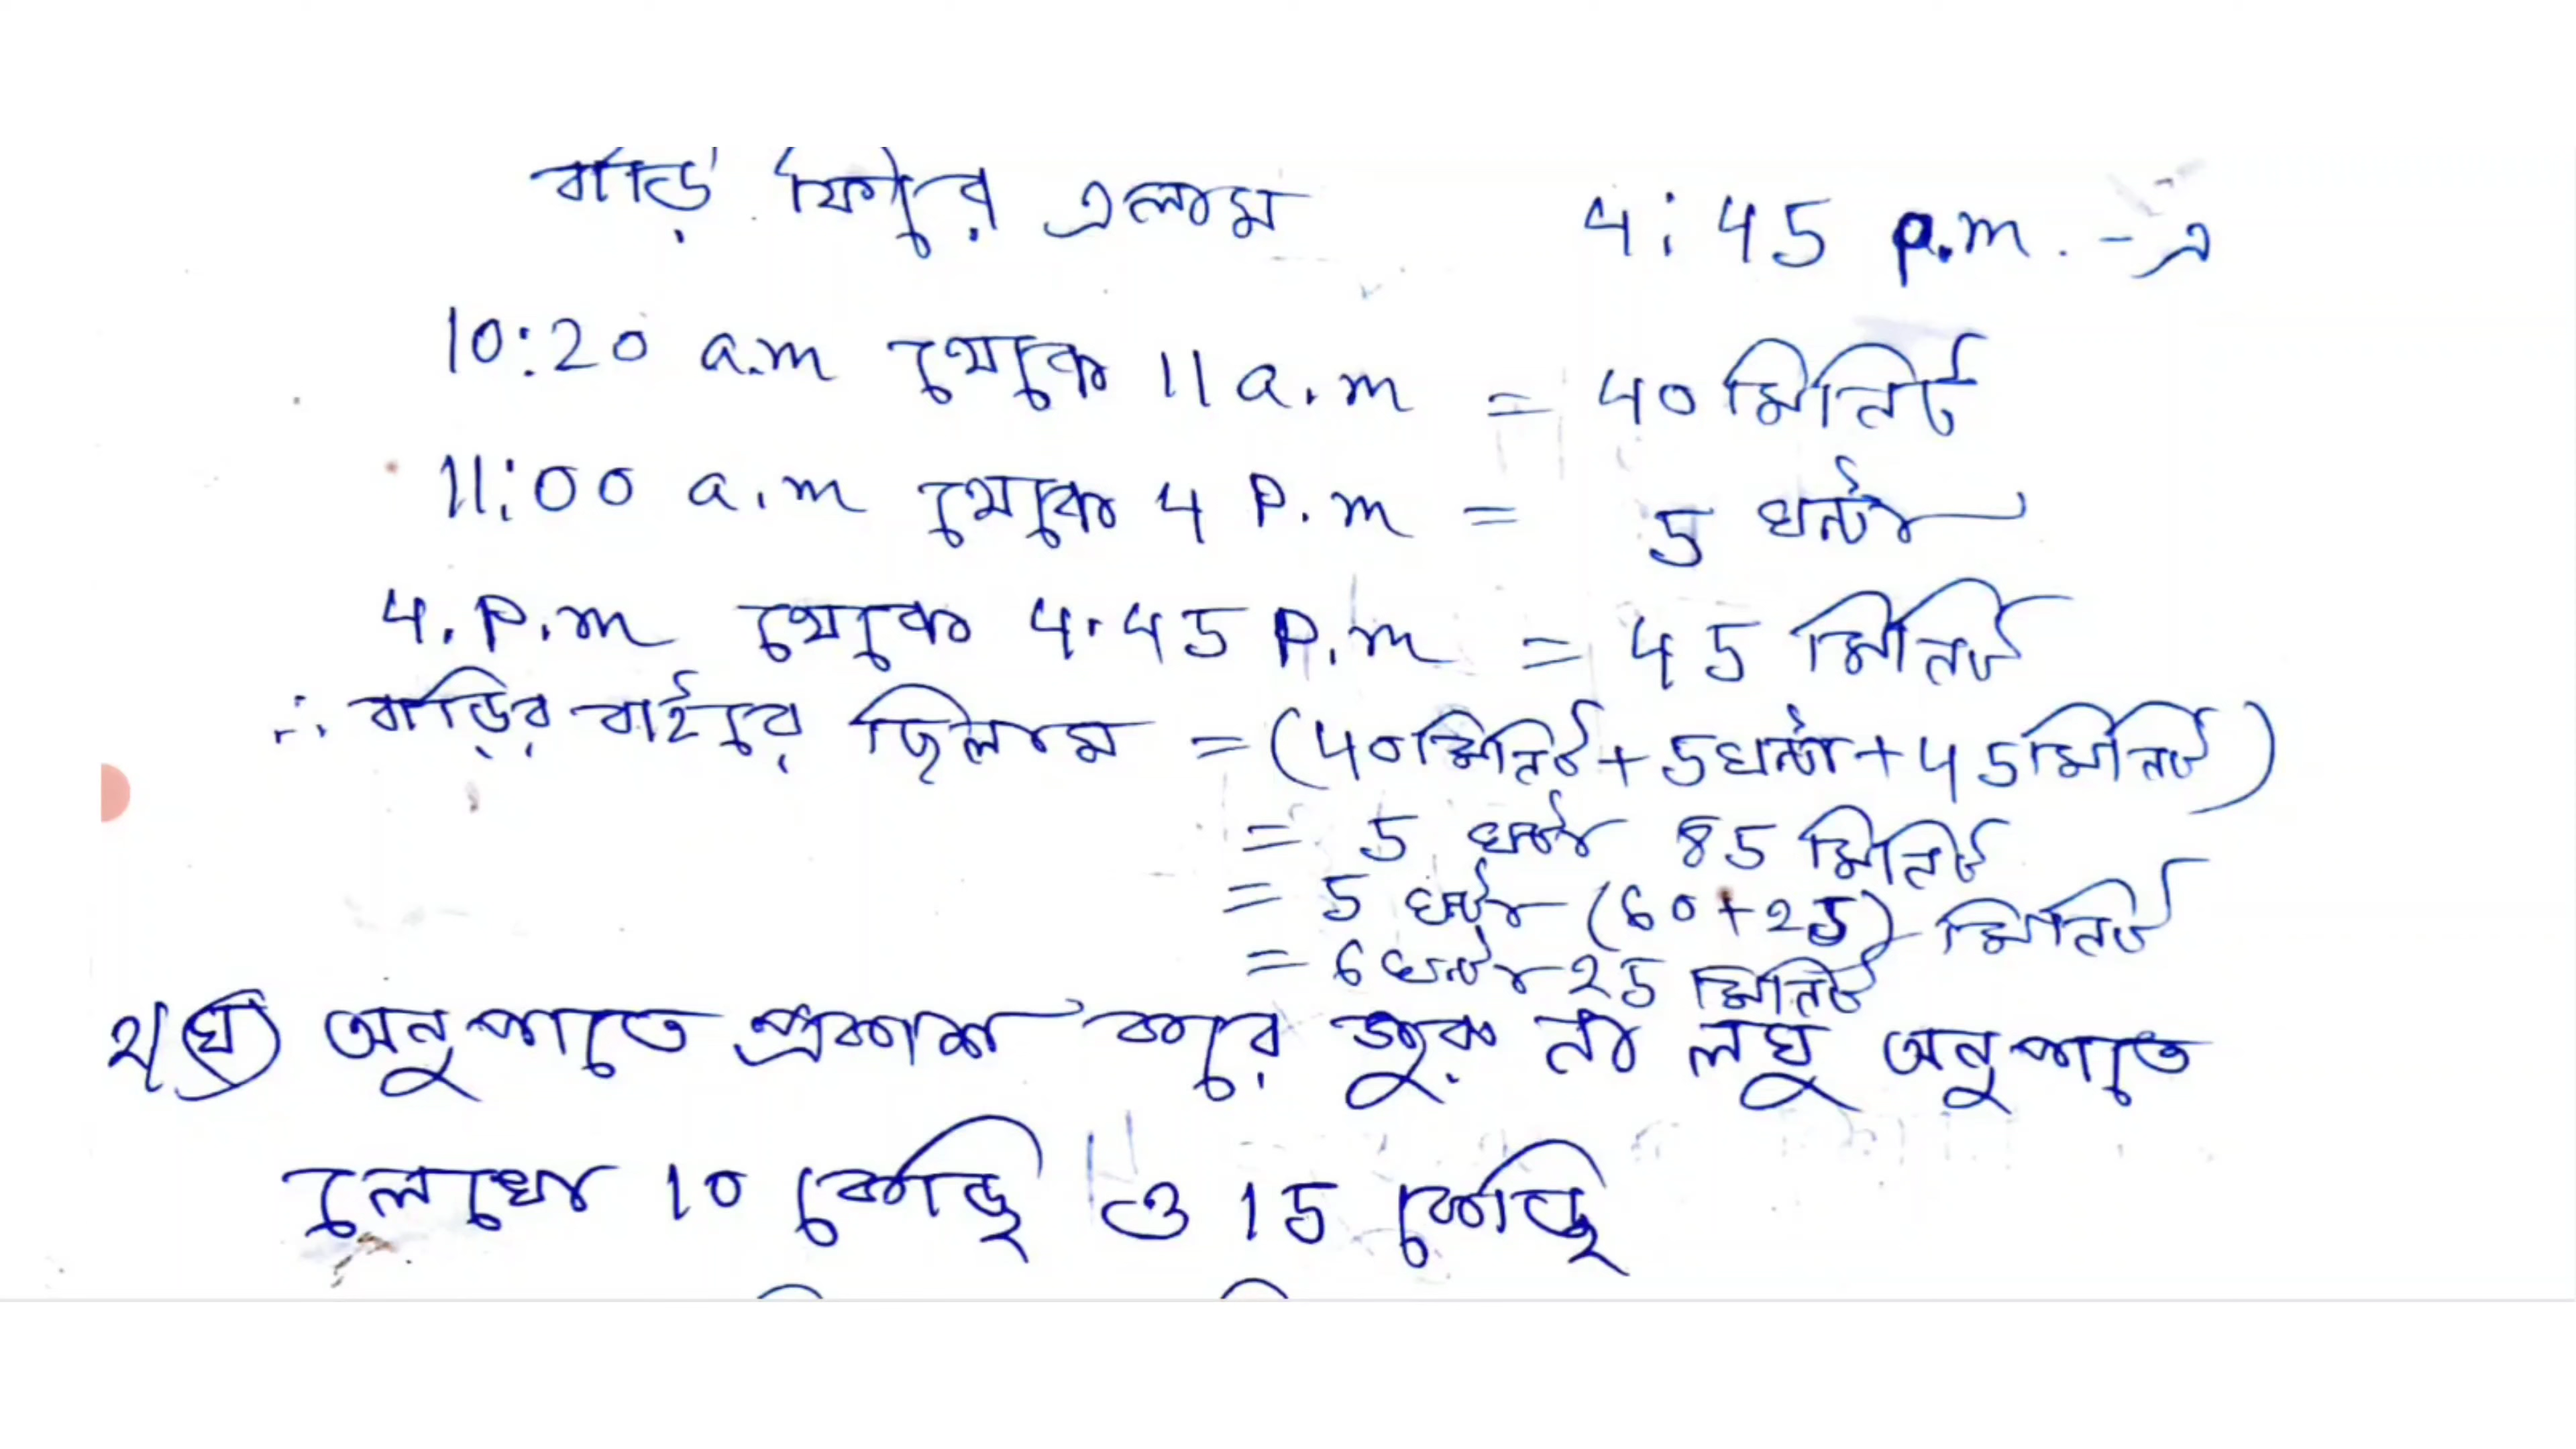 বাড়ি ফিরে এলাম 4:45 p.m. - এ
10:20 a.m থেকে 11 a.m = 40 মিনিট
11:00 a.m থেকে 4 P.m = 5 ঘন্টা
4.P.m থেকে 4.45 P.m = 45 মিনিট
∴ বাড়ির বাইরে ছিলাম = (40 মিনিট + 5 ঘন্টা + 45 মিনিট)
= 5 ঘন্টা 85 মিনিট
= 5 ঘন্টা (60 + 25) মিনিট
= 6 ঘন্টা 25 মিনিট
২(ঘ) অনুপাতে প্রকাশ করে গুরু না লঘু অনুপাতে
লেখো 10 কেজি ও 15 কেজি